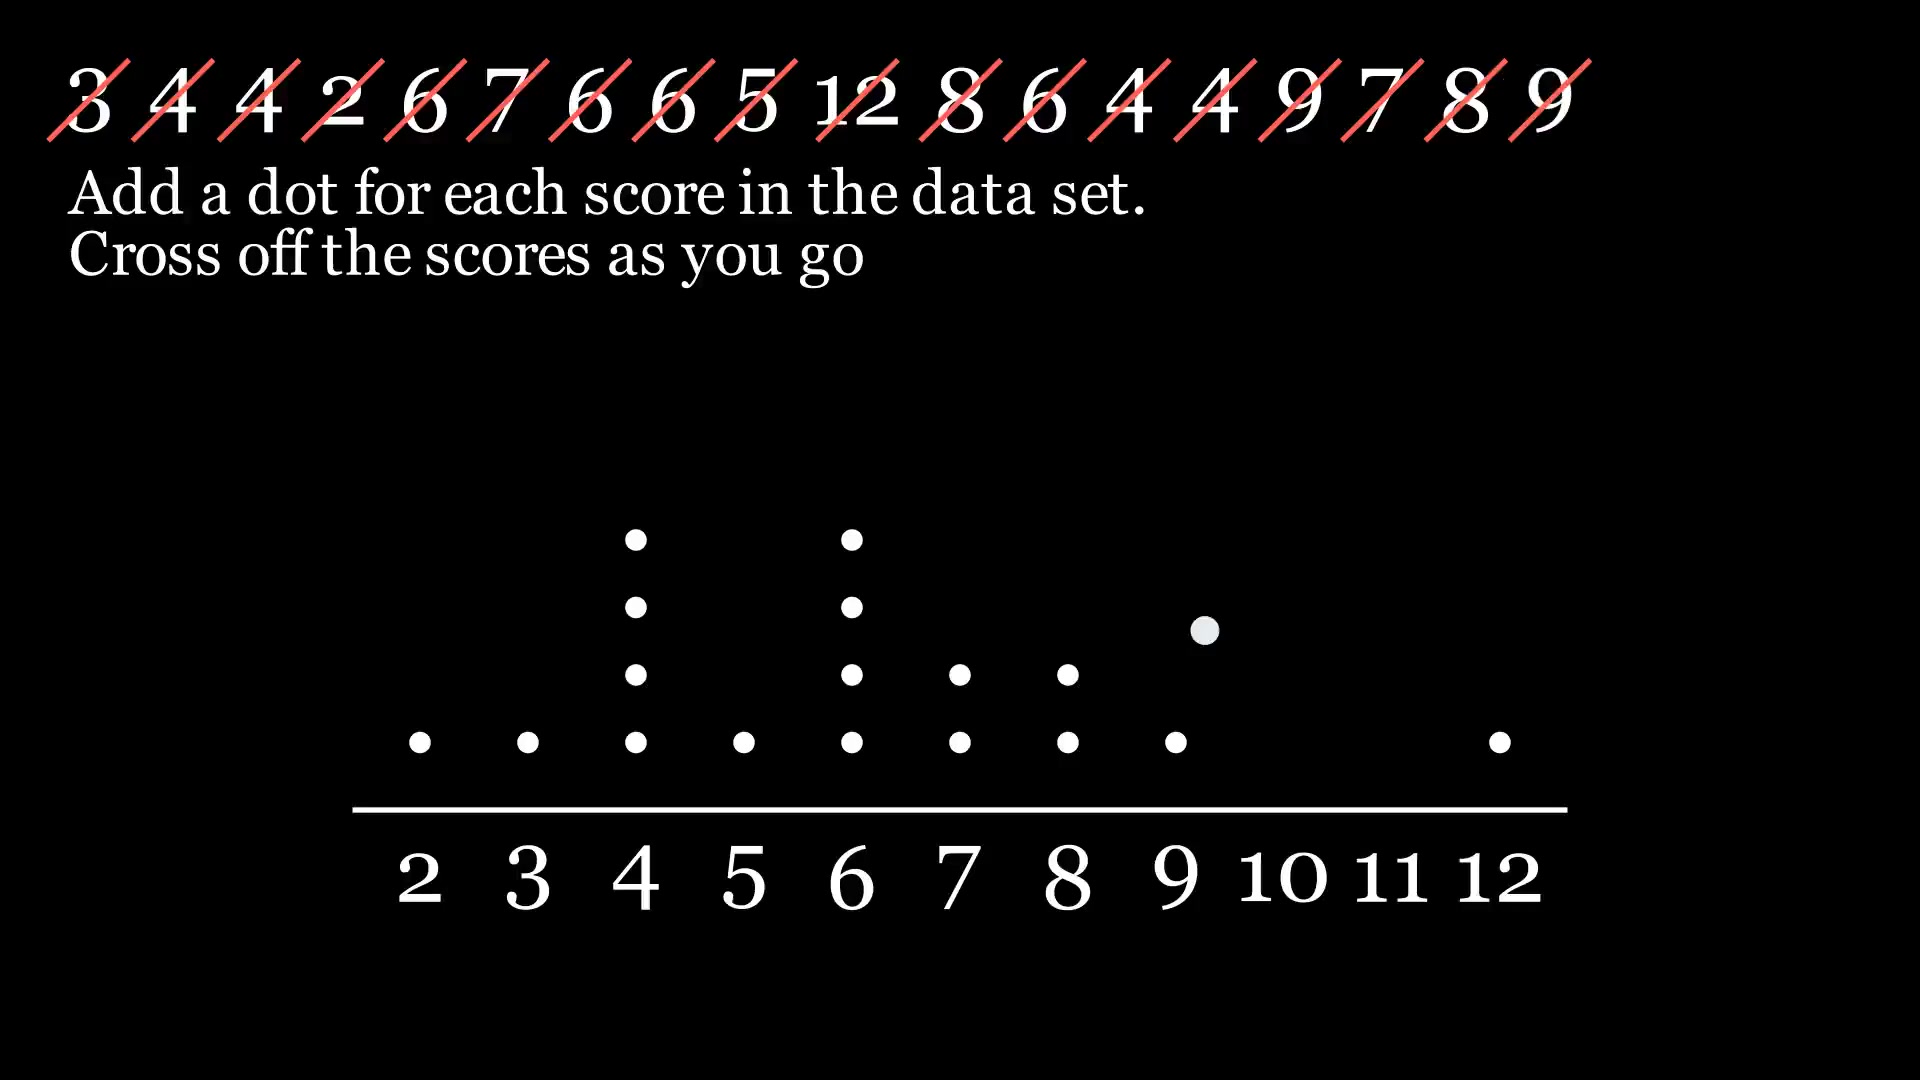 3 4 4 2 6 7 6 6 5 12 8 6 4 4 9 7 8 9
Add a dot for each score in the data set.
Cross off the scores as you go
2 3 4 5 6 7 8 9 10 11 12